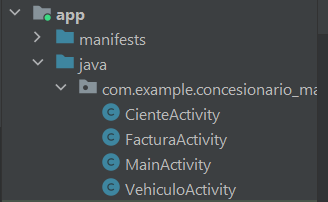 app
manifests
java
com.example.concesionario_ma
CienteActivity
FacturaActivity
MainActivity
VehiculoActivity